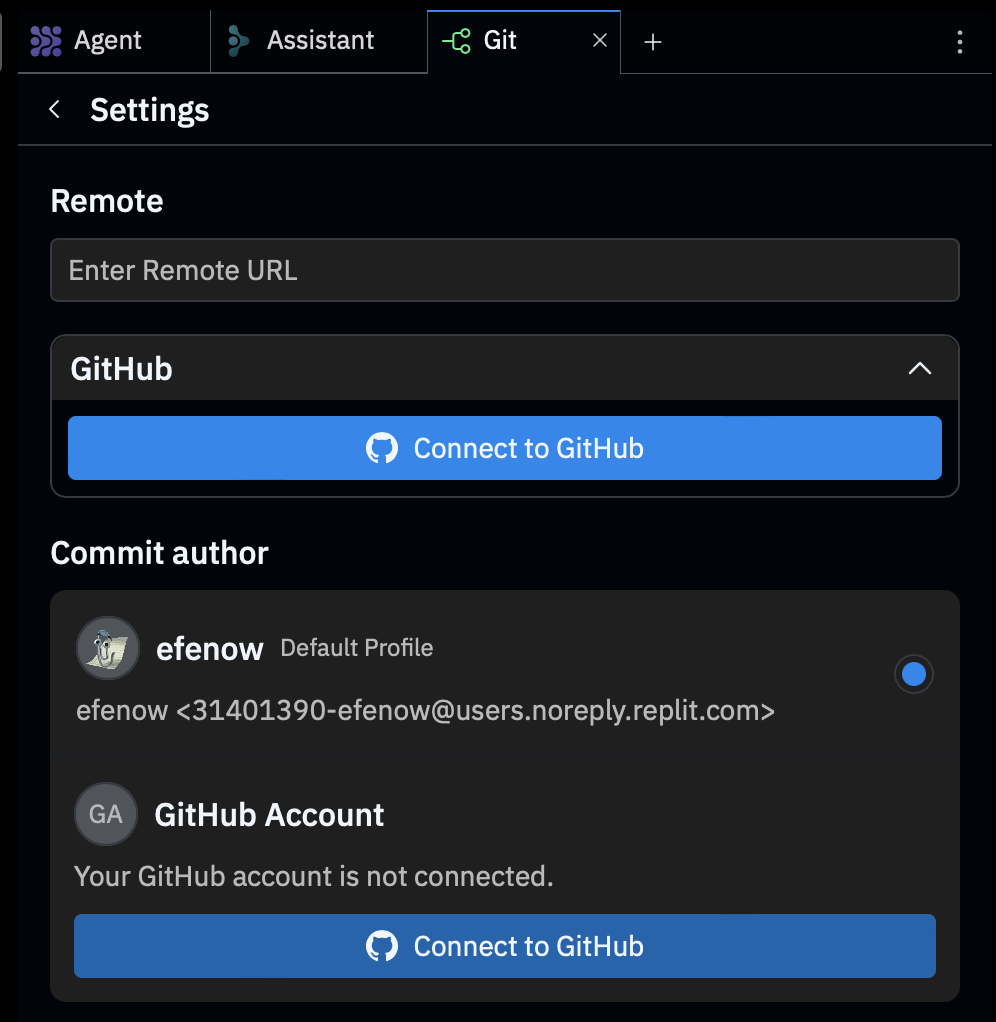 Agent
Assistant
Git
Settings
Remote
Enter Remote URL
GitHub
Connect to GitHub
Commit author
efenow Default Profile
efenow <31401390-efenow@users.noreply.replit.com>
GA GitHub Account
Your GitHub account is not connected.
Connect to GitHub